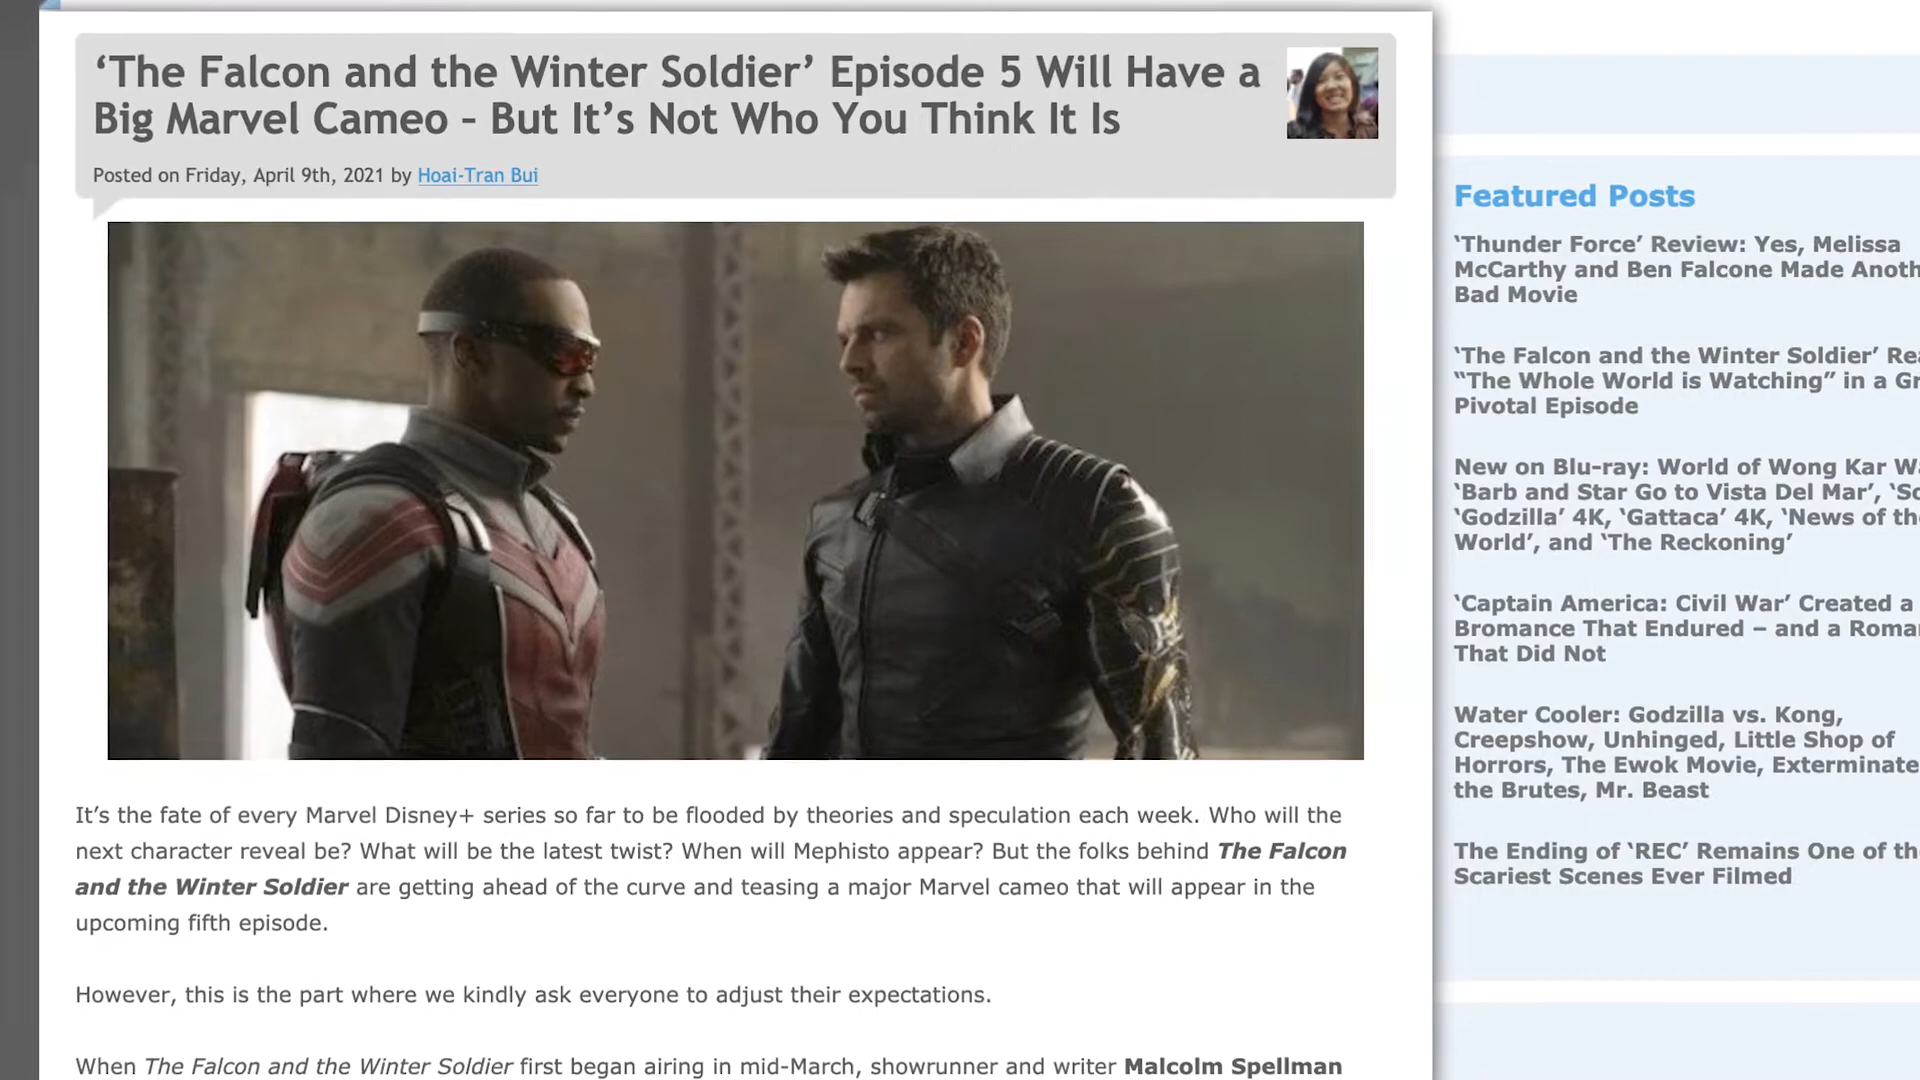 ‘The Falcon and the Winter Soldier’ Episode 5 Will Have a
Big Marvel Cameo – But It’s Not Who You Think It Is
Posted on Friday, April 9th, 2021 by Hoai-Tran Bui
It’s the fate of every Marvel Disney+ series so far to be flooded by theories and speculation each week. Who will the
next character reveal be? What will be the latest twist? When will Mephisto appear? But the folks behind The Falcon
and the Winter Soldier are getting ahead of the curve and teasing a major Marvel cameo that will appear in the
upcoming fifth episode.
However, this is the part where we kindly ask everyone to adjust their expectations.
When The Falcon and the Winter Soldier first began airing in mid-March, showrunner and writer Malcolm Spellman
Featured Posts
‘Thunder Force’ Review: Yes, Melissa
McCarthy and Ben Falcone Made
Bad Movie
‘The Falcon and the Winter Soldier’
“The Whole World is Watching” in a
Pivotal Episode
New on Blu-ray: World of Wong Kar
‘Barb and Star Go to Vista Del Mar’,
‘Godzilla’ 4K, ‘Gattaca’ 4K, ‘News of
World’, and ‘The Reckoning’
‘Captain America: Civil War’ Created a
Bromance That Endured – and a
That Did Not
Water Cooler: Godzilla vs. Kong,
Creepshow, Unhinged, Little Shop of
Horrors, The Ewok Movie, Exterminate
the Brutes, Mr. Beast
The Ending of ‘REC’ Remains One of
Scariest Scenes Ever Filmed